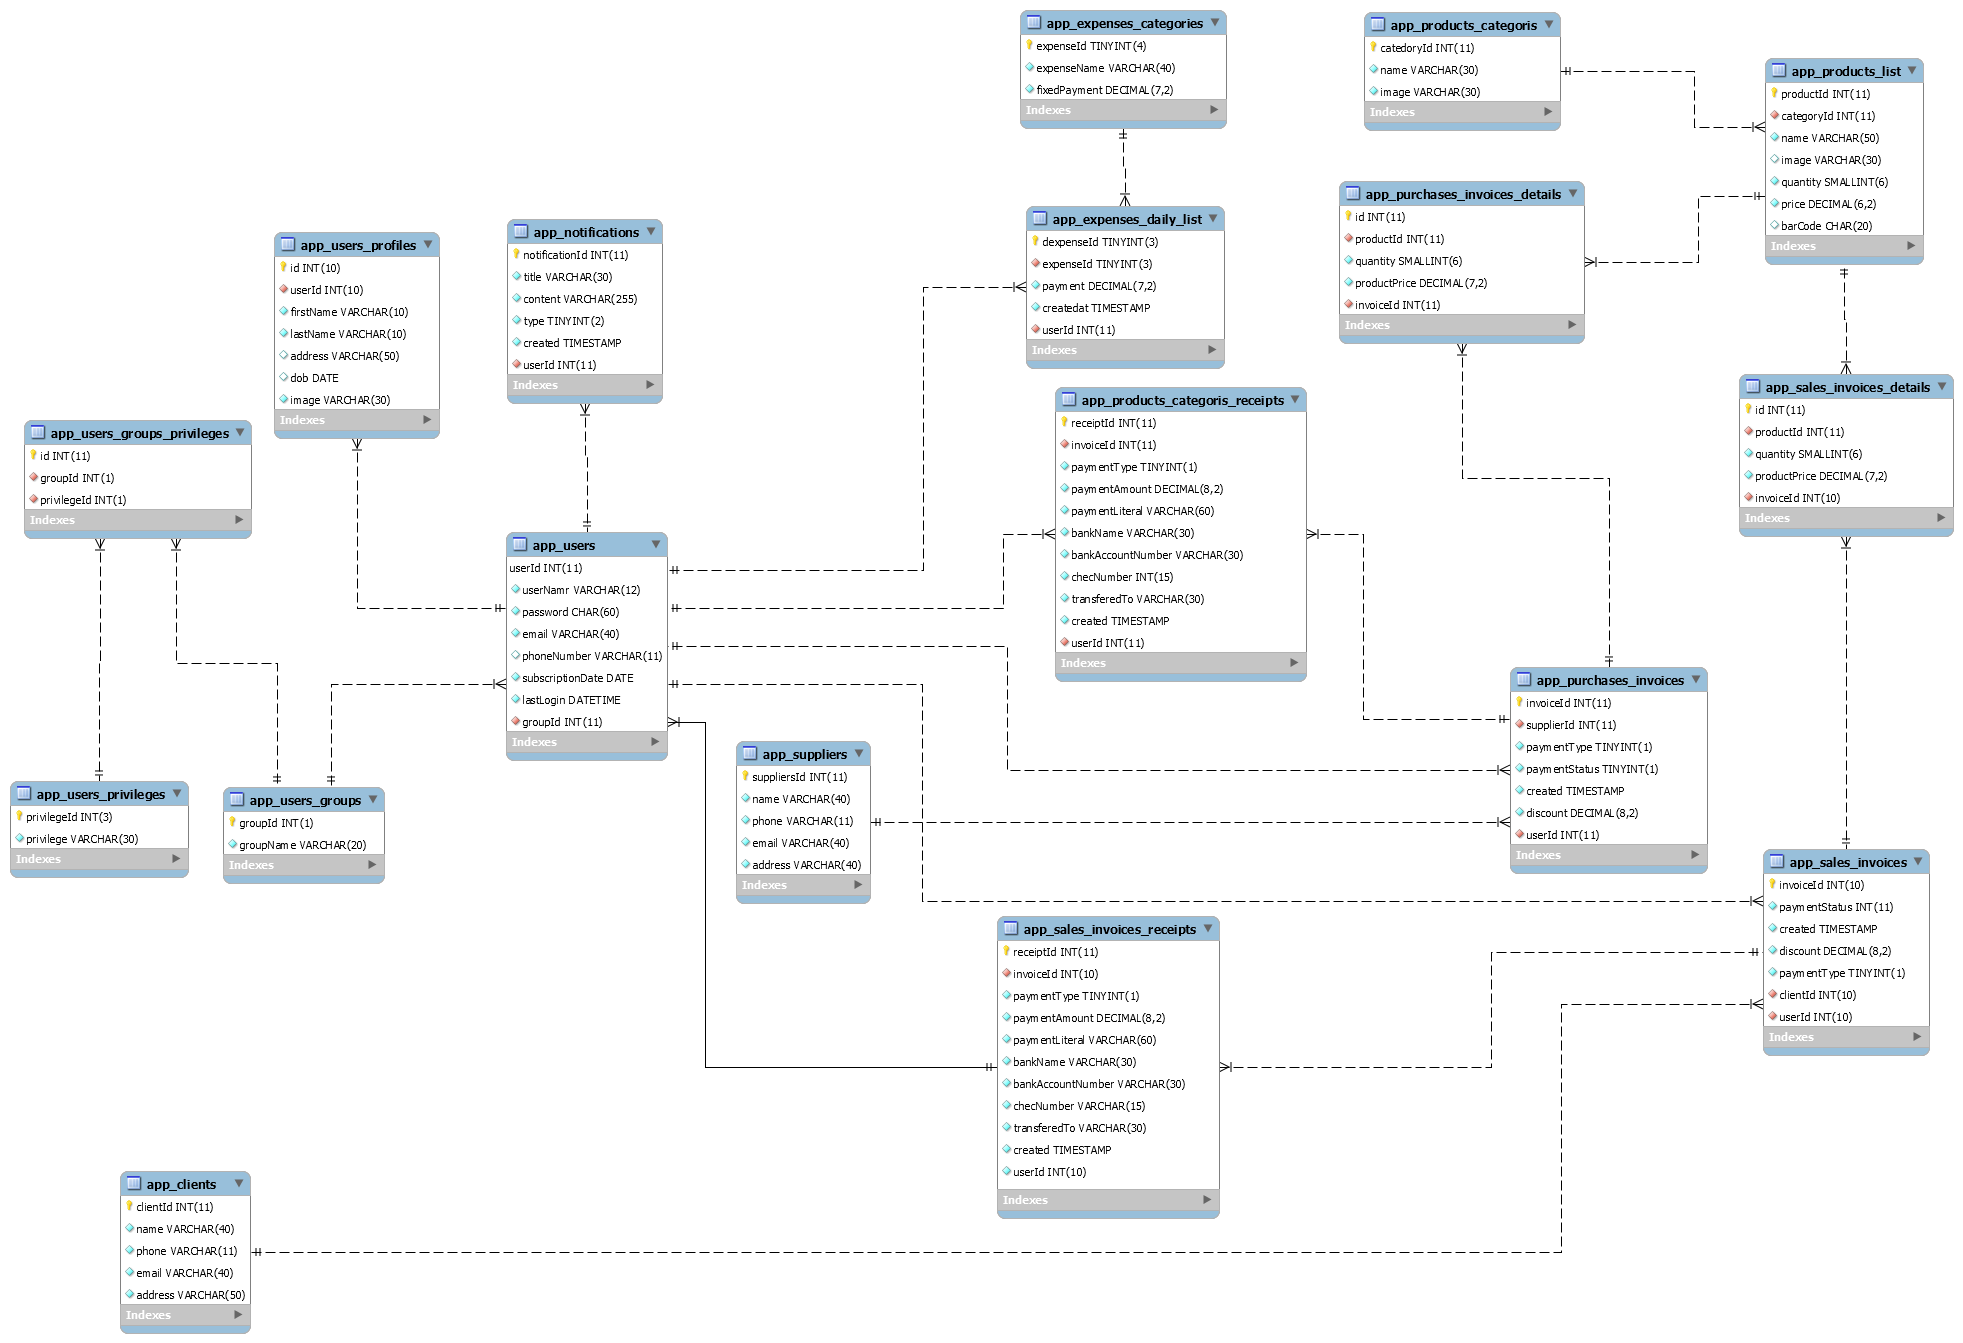 app_expenses_categories
expenseId TINYINT(4)
expenseName VARCHAR(40)
fixedPayment DECIMAL(7,2)
Indexes
app_products_categoris
catedoryId INT(11)
name VARCHAR(30)
image VARCHAR(30)
Indexes
app_products_list
productId INT(11)
categoryId INT(11)
name VARCHAR(50)
image VARCHAR(30)
quantity SMALLINT(6)
price DECIMAL(6,2)
barCode CHAR(20)
Indexes
app_purchases_invoices_details
id INT(11)
productId INT(11)
quantity SMALLINT(6)
productPrice DECIMAL(7,2)
invoiceId INT(11)
Indexes
app_expenses_daily_list
dexpenseId TINYINT(3)
expenseId TINYINT(3)
payment DECIMAL(7,2)
createdat TIMESTAMP
userId INT(11)
Indexes
app_notifications
notificationId INT(11)
title VARCHAR(30)
content VARCHAR(255)
type TINYINT(2)
created TIMESTAMP
userId INT(11)
Indexes
app_users_profiles
id INT(10)
userId INT(10)
firstName VARCHAR(10)
lastName VARCHAR(10)
address VARCHAR(50)
dob DATE
image VARCHAR(30)
Indexes
app_users_groups_privileges
id INT(11)
groupId INT(1)
privilegeId INT(1)
Indexes
app_products_categoris_receipts
receiptId INT(11)
invoiceId INT(11)
paymentType TINYINT(1)
paymentAmount DECIMAL(8,2)
paymentLiteral VARCHAR(60)
bankName VARCHAR(30)
bankAccountNumber VARCHAR(30)
checNumber INT(15)
transferedTo VARCHAR(30)
created TIMESTAMP
userId INT(11)
Indexes
app_sales_invoices_details
id INT(11)
productId INT(11)
quantity SMALLINT(6)
productPrice DECIMAL(7,2)
invoiceId INT(10)
Indexes
app_users
userId INT(11)
userNamr VARCHAR(12)
password CHAR(60)
email VARCHAR(40)
phoneNumber VARCHAR(11)
subscriptionDate DATE
lastLogin DATETIME
groupId INT(11)
Indexes
app_purchases_invoices
invoiceId INT(11)
supplierId INT(11)
paymentType TINYINT(1)
paymentStatus TINYINT(1)
created TIMESTAMP
discount DECIMAL(8,2)
userId INT(11)
Indexes
app_suppliers
suppliersId INT(11)
name VARCHAR(40)
phone VARCHAR(11)
email VARCHAR(40)
address VARCHAR(40)
Indexes
app_users_privileges
privilegeId INT(3)
privilege VARCHAR(30)
Indexes
app_users_groups
groupId INT(1)
groupName VARCHAR(20)
Indexes
app_sales_invoices
invoiceId INT(10)
paymentStatus INT(11)
created TIMESTAMP
discount DECIMAL(8,2)
paymentType TINYINT(1)
clientId INT(10)
userId INT(10)
Indexes
app_sales_invoices_receipts
receiptId INT(11)
invoiceId INT(10)
paymentType TINYINT(1)
paymentAmount DECIMAL(8,2)
paymentLiteral VARCHAR(60)
bankName VARCHAR(30)
bankAccountNumber VARCHAR(30)
checNumber VARCHAR(15)
transferedTo VARCHAR(30)
created TIMESTAMP
userId INT(10)
Indexes
app_clients
clientId INT(11)
name VARCHAR(40)
phone VARCHAR(11)
email VARCHAR(40)
address VARCHAR(50)
Indexes